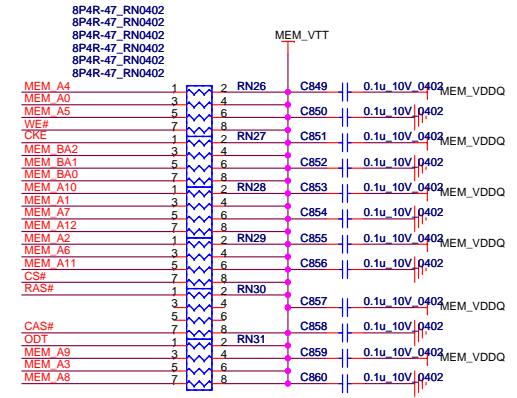 8P4R-47_RN0402
8P4R-47_RN0402
8P4R-47_RN0402
8P4R-47_RN0402
8P4R-47_RN0402
8P4R-47_RN0402
MEM_VTT
MEM_A4 1 2 RN26 C849 0.1u_10V_0402 MEM_VDDQ
MEM_A0 3 4
MEM_A5 5 6 C850 0.1u_10V_0402
WE# 7 8
CKE 1 2 RN27 C851 0.1u_10V_0402 MEM_VDDQ
MEM_BA2 3 4
MEM_BA1 5 6 C852 0.1u_10V_0402
MEM_BA0 7 8
MEM_A10 1 2 RN28 C853 0.1u_10V_0402 MEM_VDDQ
MEM_A1 3 4
MEM_A7 5 6 C854 0.1u_10V_0402
MEM_A12 7 8
MEM_A2 1 2 RN29 C855 0.1u_10V_0402 MEM_VDDQ
MEM_A6 3 4
MEM_A11 5 6 C856 0.1u_10V_0402
CS# 7 8
RAS# 1 2 RN30
3 4 C857 0.1u_10V_0402 MEM_VDDQ
5 6
CAS# 7 8 C858 0.1u_10V_0402
ODT 1 2 RN31
MEM_A9 3 4 C859 0.1u_10V_0402 MEM_VDDQ
MEM_A3 5 6
MEM_A8 7 8 C860 0.1u_10V_0402